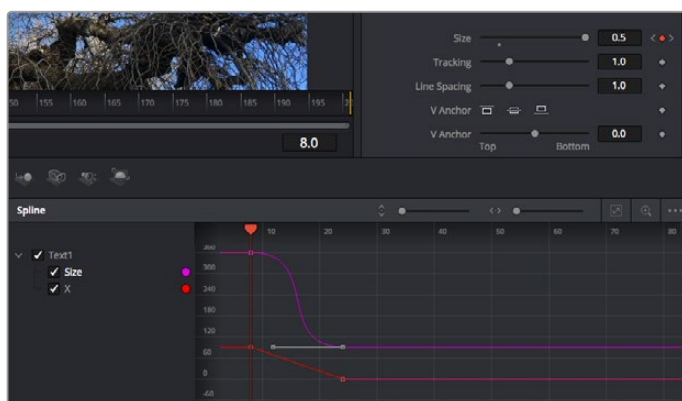 Size 0.5
Tracking 1.0
Line Spacing 1.0
V Anchor
V Anchor 0.0
Top Bottom
155 160 165 170 175 180 185 190 195
8.0
Spline
10 20 30 40 50 60 70 80
Text1
Size
X
300
240
180
120
60
0
-60